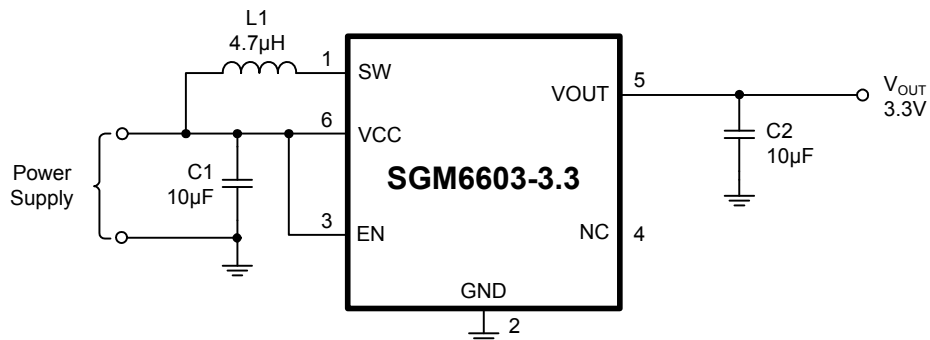 L1
4.7µH
1
SW
5
VOUT
V_OUT
3.3V
6
VCC
C2
10µF
C1
10µF
Power
Supply
SGM6603-3.3
3
EN
NC
4
GND
2